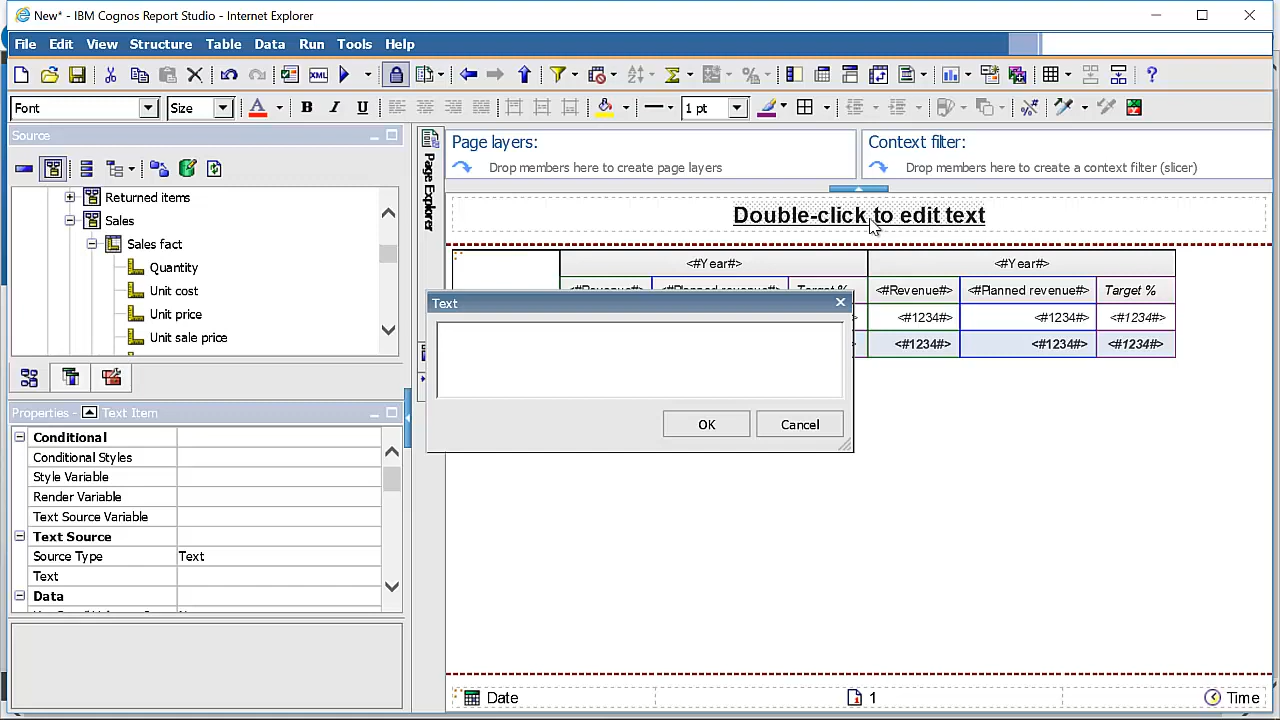 New* - IBM Cognos Report Studio - Internet Explorer
File Edit View Structure Table Data Run Tools Help
XML
Font Size A B I U 1 pt
Source
Returned items
Sales
Sales fact
Quantity
Unit cost
Unit price
Unit sale price
Properties - Text Item
Conditional
Conditional Styles
Style Variable
Render Variable
Text Source Variable
Text Source
Source Type Text
Text
Data
Page Explorer
Page layers:
Drop members here to create page layers
Context filter:
Drop members here to create a context filter (slicer)
Double-click to edit text
<#Year#> <#Year#>
<#Revenue#> <#Planned revenue#> Target % <#Revenue#> <#Planned revenue#> Target %
<#1234#> <#1234#> <#1234#>
<#1234#> <#1234#> <#1234#>
Text
OK Cancel
Date 1 Time